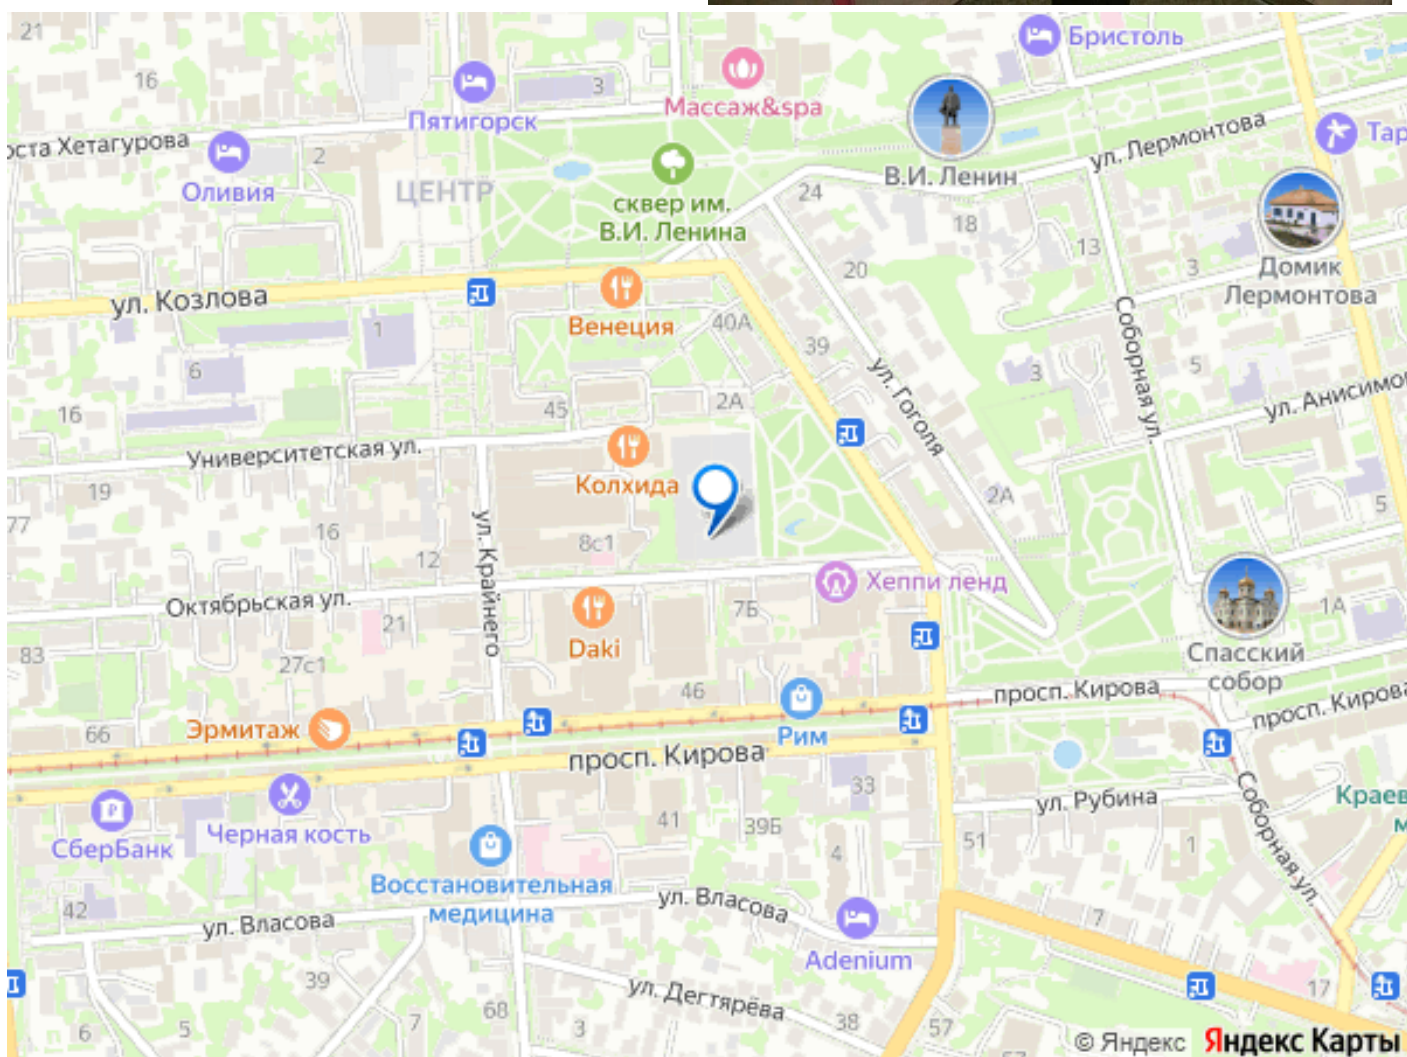 21
Бристоль
3
16
Массаж&spa
Пятигорск
оста Хетагурова
ул. Лермонтова
Тар
2
Оливия
ЦЕНТР
В.И. Ленин
24
сквер им.
В.И. Ленина
18
13
20
3
Домик
Лермонтова
ул. Козлова
Венеция
40А
1
39
Соборная ул.
6
ул. Гоголя
3
5
16
45
2А
ул. Анисимо
Университетская ул.
Колхида
19
2А
5
77
16
ул. Крайнего
8с1
12
Октябрьская ул.
Хеппи ленд
7Б
1А
21
Daki
83
27с1
Спасский
собор
46
просп. Кирова
просп. Кирова
66
Эрмитаж
Рим
просп. Кирова
33
ул. Рубина
Соборная ул.
Краев
м
СберБанк
Черная кость
41
39Б
51
4
1
Восстановительная
медицина
42
ул. Власова
ул. Власова
7
Adenium
39
ул. Дегтярёва
17
68
6
5
7
3
38
57
© Яндекс Яндекс Карты